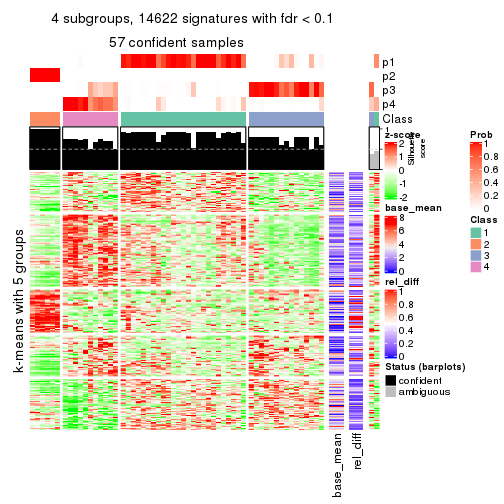 4 subgroups, 14622 signatures with fdr < 0.1
57 confident samples
p1
p2
p3
p4
Class
1
Silhouette
score
k-means with 5 groups
base_mean
rel_diff
z-score
2
1
0
-1
-2
base_mean
8
6
4
2
0
rel_diff
1
0.8
0.6
0.4
0.2
0
Status (barplots)
confident
ambiguous
Prob
1
0.8
0.6
0.4
0.2
0
Class
1
2
3
4